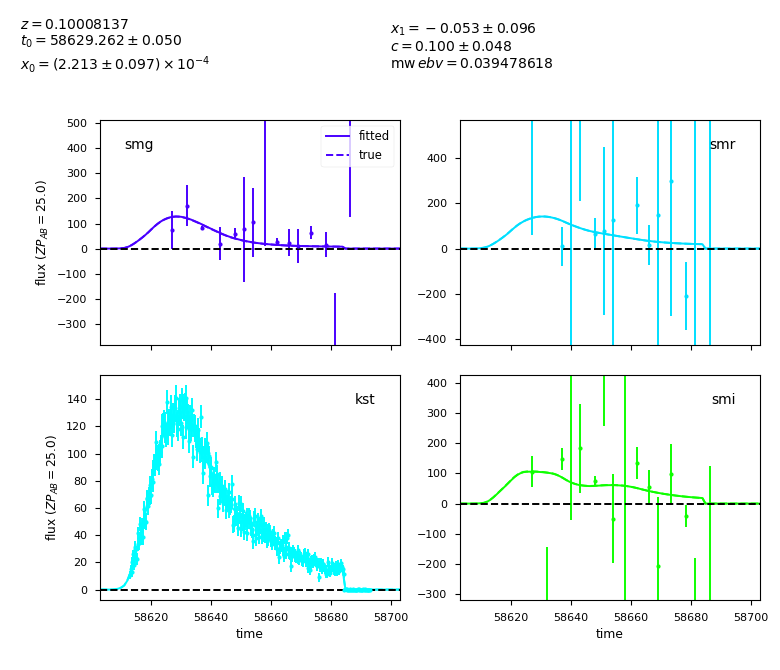 z = 0.10008137
t₀ = 58629.262 ± 0.050
x₀ = (2.213 ± 0.097) × 10⁻⁴
x₁ = −0.053 ± 0.096
c = 0.100 ± 0.048
mw ebv = 0.039478618
smg
fitted
true
500
400
300
200
100
0
−100
−200
−300
flux (ZP_AB = 25.0)
smr
400
200
0
−200
−400
kst
140
120
100
80
60
40
20
0
flux (ZP_AB = 25.0)
58620 58640 58660 58680 58700
time
smi
400
300
200
100
0
−100
−200
−300
58620 58640 58660 58680 58700
time